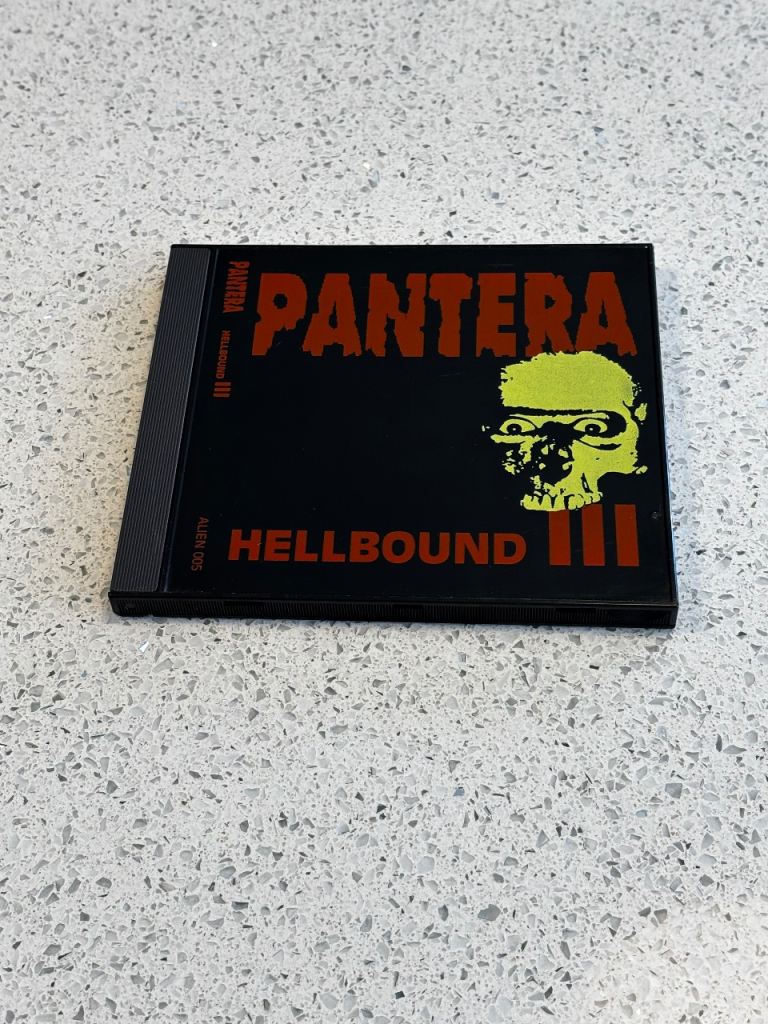 PANTERA
HELLBOUND III
PANTERA HELLBOUND III ALIEN 005